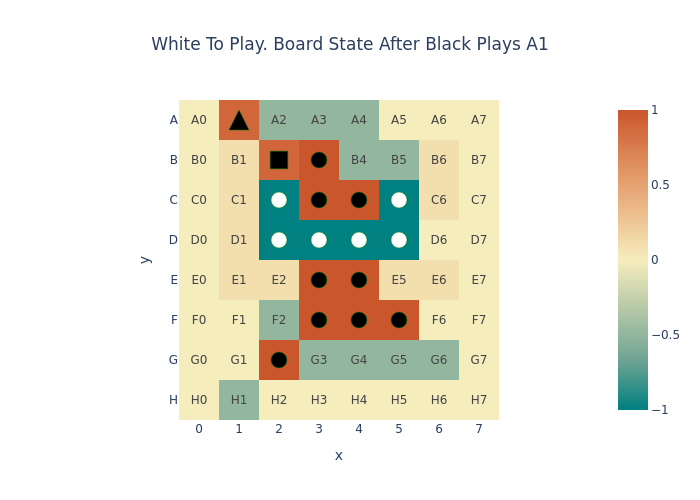 White To Play. Board State After Black Plays A1
A A0 A2 A3 A4 A5 A6 A7
B B0 B1 B4 B5 B6 B7
C C0 C1 C6 C7
D D0 D1 D6 D7
E E0 E1 E2 E5 E6 E7
F F0 F1 F2 F6 F7
G G0 G1 G3 G4 G5 G6 G7
H H0 H1 H2 H3 H4 H5 H6 H7
0 1 2 3 4 5 6 7
x
y
1
0.5
0
−0.5
−1